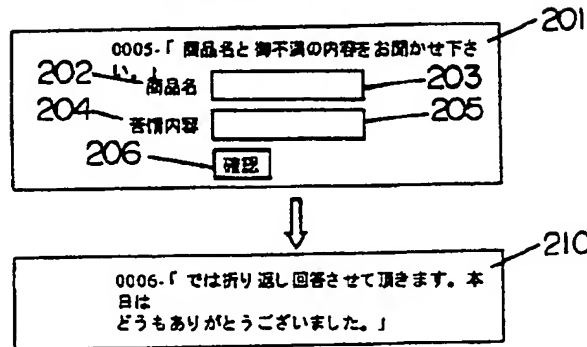 201
0005-「 商品名と御不満の内容をお聞かせ下さ
い。」
202
商品名
203
204
苦情内容
205
206
確認
210
0006-「 では折り返し回答させて頂きます。本
日は
どうもありがとうございました。」